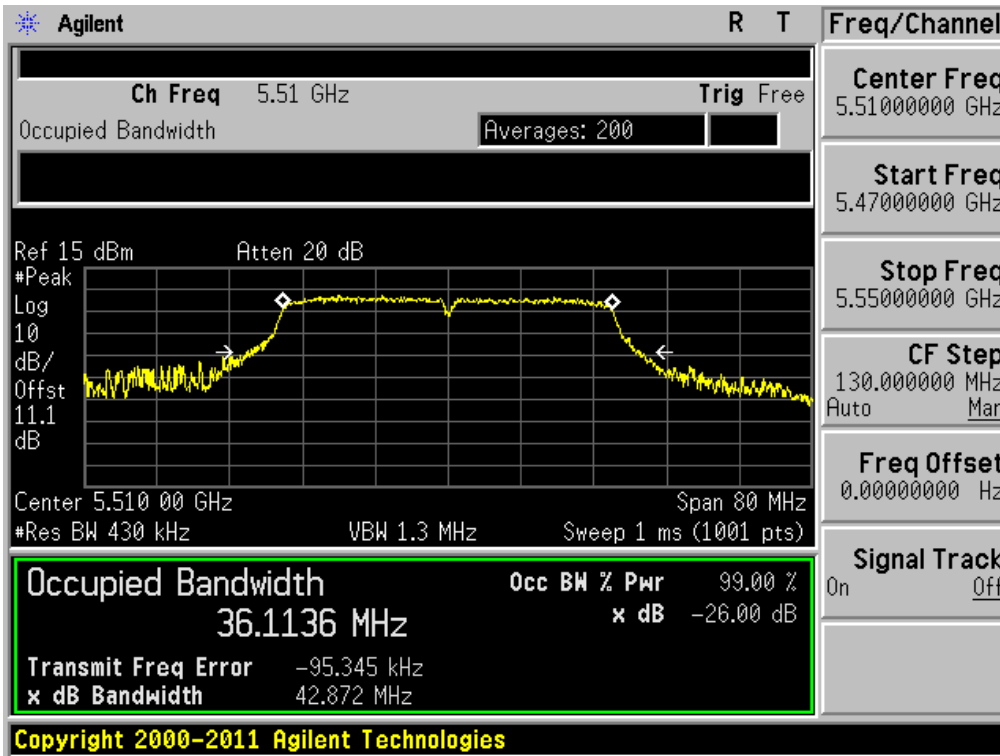 Agilent R T
Freq/Channel
Ch Freq 5.51 GHz Trig Free
Occupied Bandwidth Averages: 200
Center Freq
5.51000000 GHz
Start Freq
5.47000000 GHz
Stop Freq
5.55000000 GHz
CF Step
130.000000 MHz
Auto Man
Freq Offset
0.00000000 Hz
Signal Track
On Off
Ref 15 dBm Atten 20 dB
#Peak
Log
10
dB/
Offst
11.1
dB
Center 5.510 00 GHz Span 80 MHz
#Res BW 430 kHz VBW 1.3 MHz Sweep 1 ms (1001 pts)
Occupied Bandwidth Occ BW % Pwr 99.00 %
36.1136 MHz x dB -26.00 dB
Transmit Freq Error -95.345 kHz
x dB Bandwidth 42.872 MHz
Copyright 2000-2011 Agilent Technologies